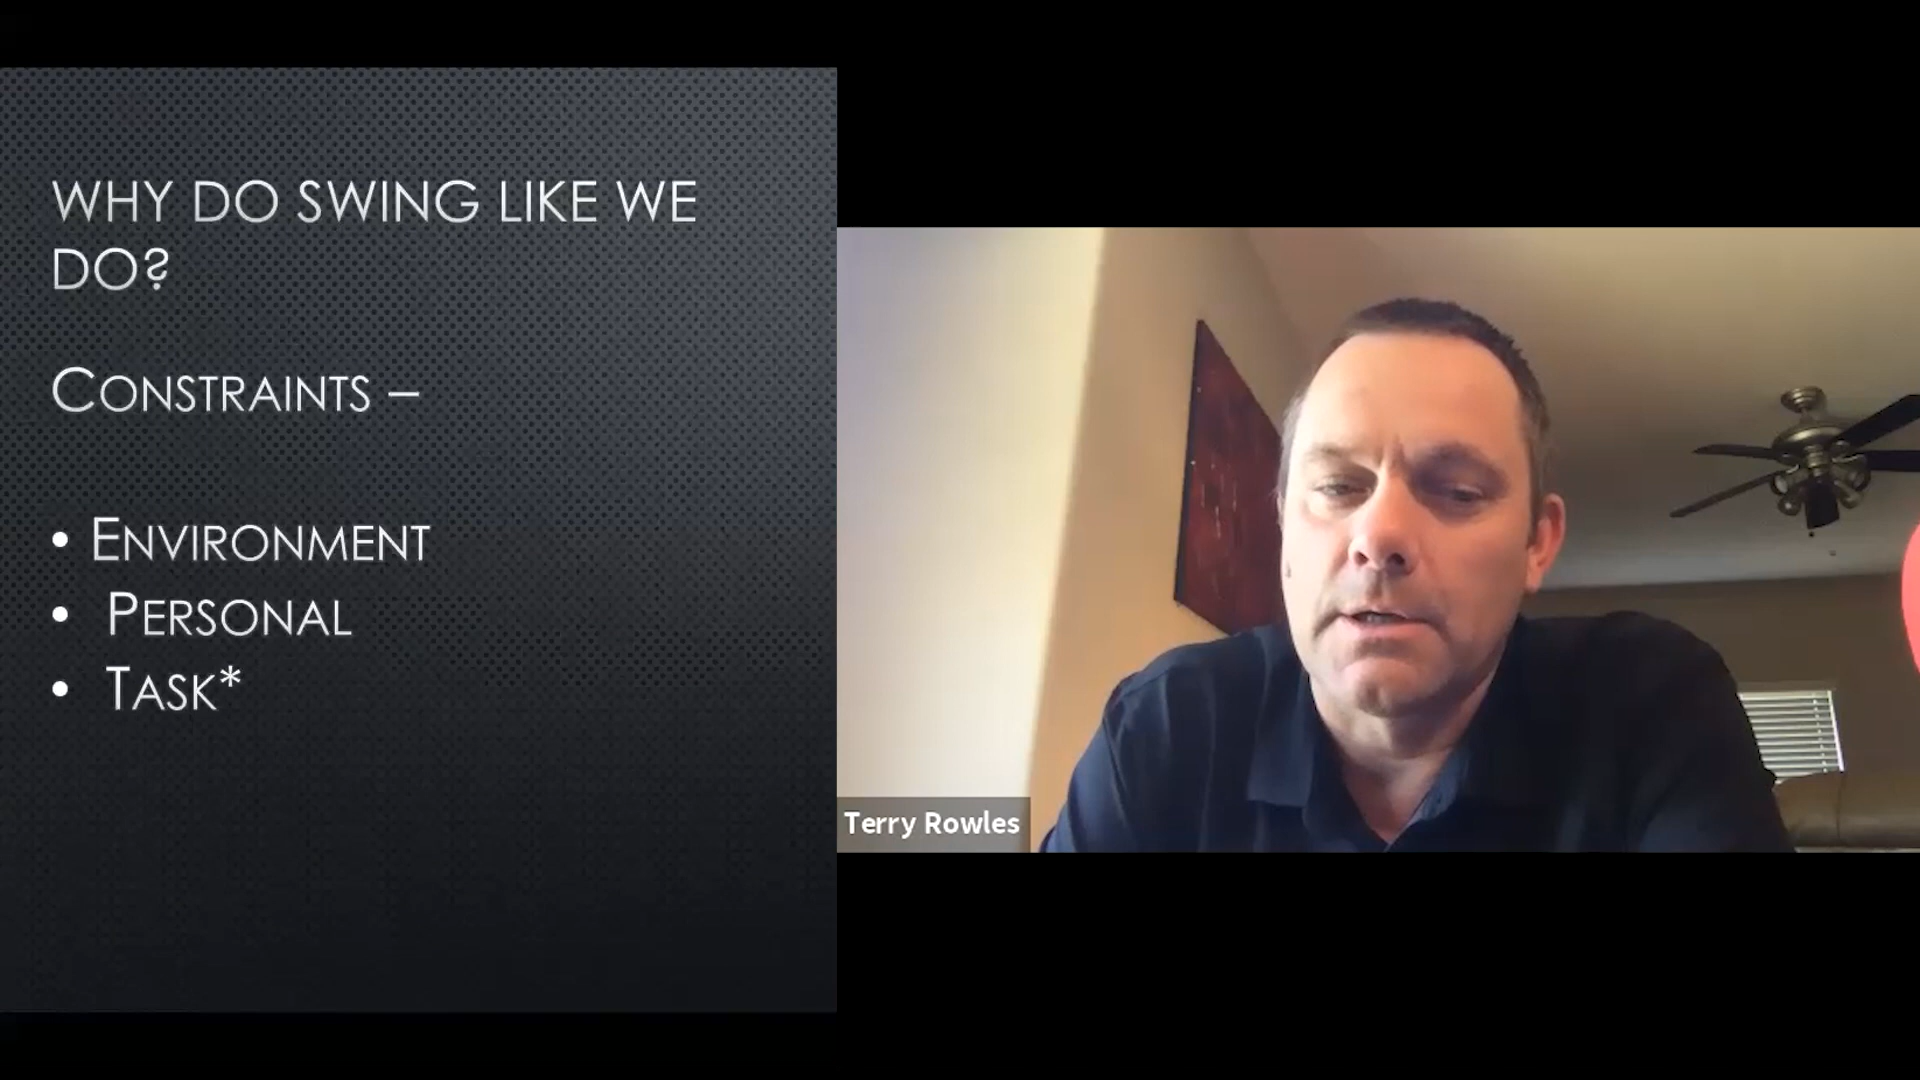 WHY DO SWING LIKE WE
DO?
CONSTRAINTS –
• ENVIRONMENT
• PERSONAL
• TASK*
Terry Rowles